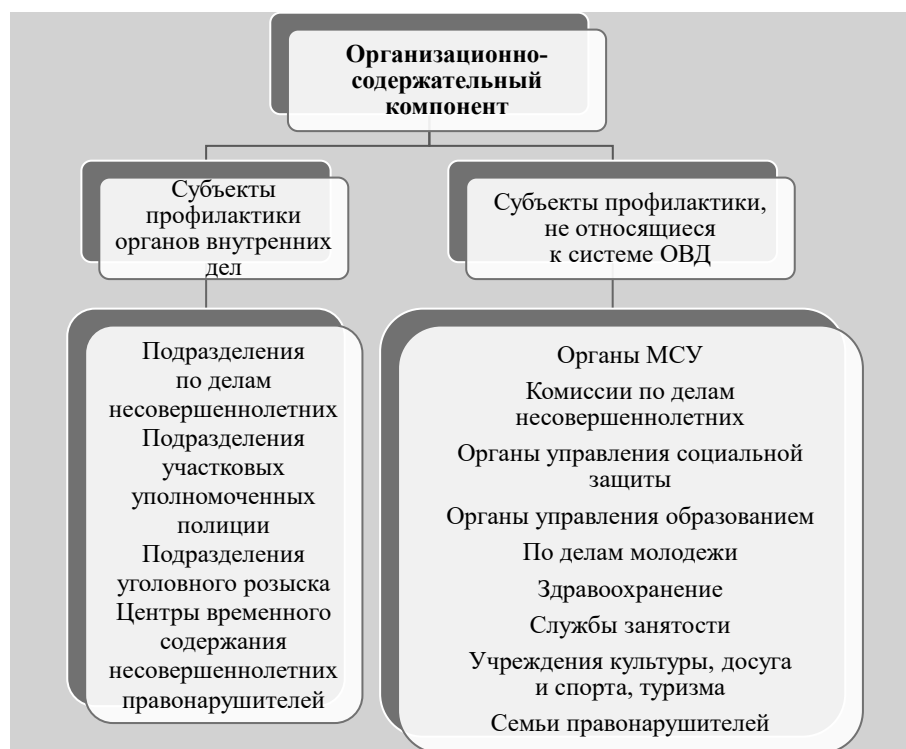 Организационно-
содержательный
компонент
Субъекты
профилактики
органов внутренних
дел
Субъекты профилактики,
не относящиеся
к системе ОВД
Подразделения
по делам
несовершеннолетних
Подразделения
участковых
уполномоченных
полиции
Подразделения
уголовного розыска
Центры временного
содержания
несовершеннолетних
правонарушителей
Органы МСУ
Комиссии по делам
несовершеннолетних
Органы управления социальной
защиты
Органы управления образованием
По делам молодежи
Здравоохранение
Службы занятости
Учреждения культуры, досуга
и спорта, туризма
Семьи правонарушителей